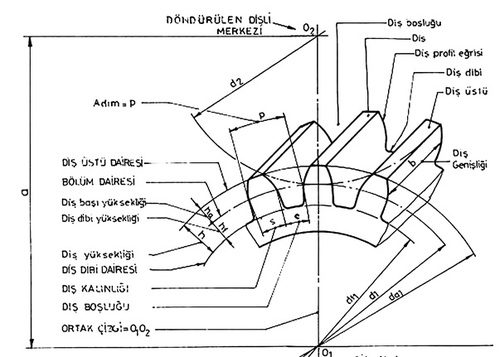 DÖNDÜRÜLEN DİŞLİ
MERKEZİ
O₂
Diş boşluğu
Diş
Diş profil eğrisi
Diş dibi
Diş üstü
d2
Adım = p
p
a
DİŞ ÜSTÜ DAİRESİ
BÖLÜM DAİRESİ
Diş başı yüksekliği
Diş dibi yüksekliği
Diş yüksekliği
DİŞ DİBİ DAİRESİ
DİŞ KALINLIĞI
DİŞ BOŞLUĞU
ORTAK ÇİZGİ=O₁O₂
Diş
Genişliği
b
h
s
e
d1
O₁